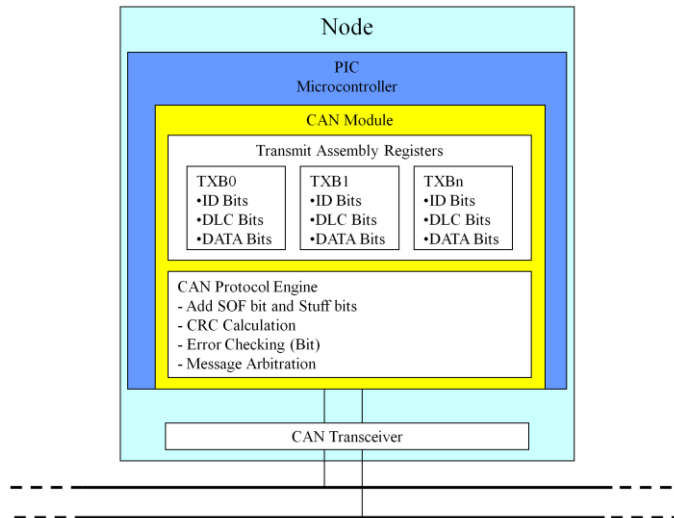 Node
PIC
Microcontroller
CAN Module
Transmit Assembly Registers
TXB0
•ID Bits
•DLC Bits
•DATA Bits
TXB1
•ID Bits
•DLC Bits
•DATA Bits
TXBn
•ID Bits
•DLC Bits
•DATA Bits
CAN Protocol Engine
- Add SOF bit and Stuff bits
- CRC Calculation
- Error Checking (Bit)
- Message Arbitration
CAN Transceiver